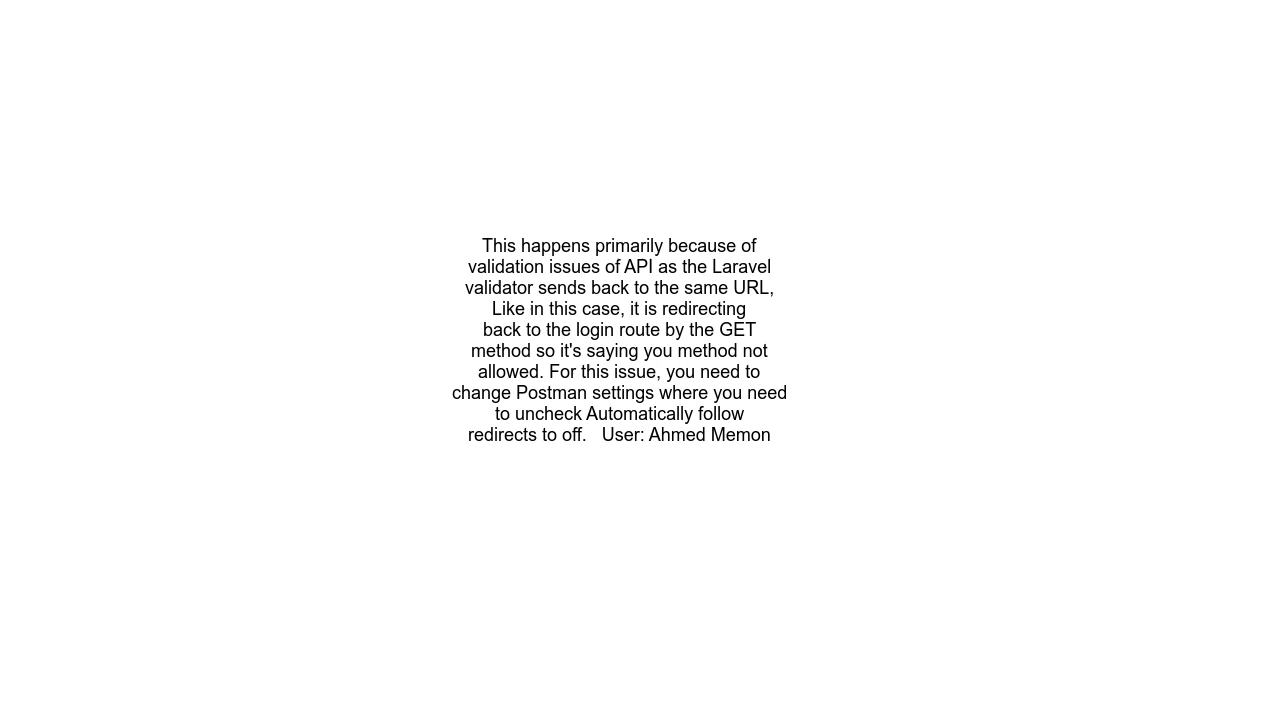 This happens primarily because of
validation issues of API as the Laravel
validator sends back to the same URL,
Like in this case, it is redirecting
back to the login route by the GET
method so it's saying you method not
allowed. For this issue, you need to
change Postman settings where you need
to uncheck Automatically follow
redirects to off.   User: Ahmed Memon